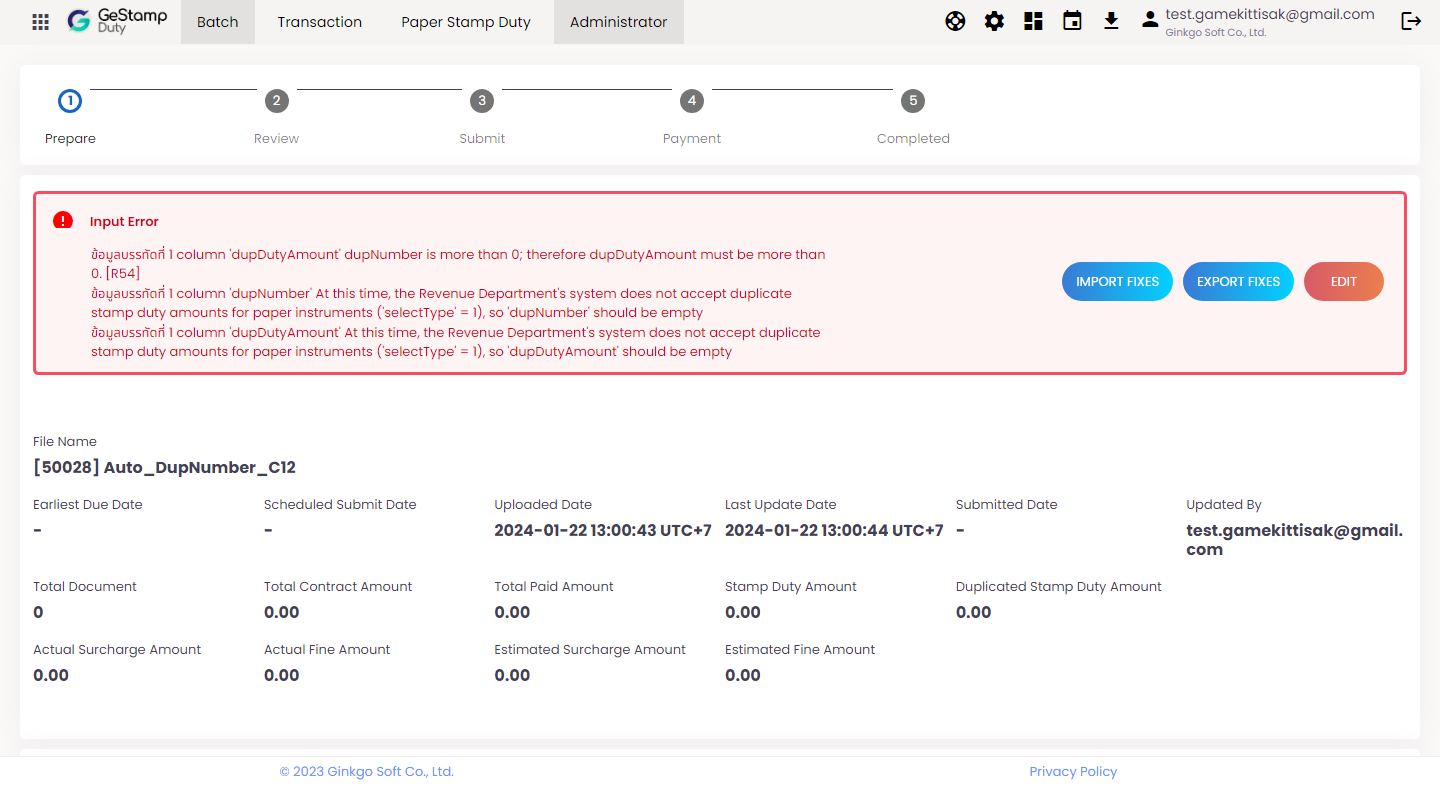 GeStamp
Duty
Batch
Transaction
Paper Stamp Duty
Administrator
test.gamekittisak@gmail.com
Ginkgo Soft Co., Ltd.
1
2
3
4
5
Prepare
Review
Submit
Payment
Completed
Input Error
ข้อมูลบรรทัดที่ 1 column 'dupDutyAmount' dupNumber is more than 0; therefore dupDutyAmount must be more than
0. [R54]
ข้อมูลบรรทัดที่ 1 column 'dupNumber' At this time, the Revenue Department's system does not accept duplicate
stamp duty amounts for paper instruments ('selectType' = 1), so 'dupNumber' should be empty
ข้อมูลบรรทัดที่ 1 column 'dupDutyAmount' At this time, the Revenue Department's system does not accept duplicate
stamp duty amounts for paper instruments ('selectType' = 1), so 'dupDutyAmount' should be empty
IMPORT FIXES
EXPORT FIXES
EDIT
File Name
[50028] Auto_DupNumber_C12
Earliest Due Date
-
Scheduled Submit Date
-
Uploaded Date
2024-01-22 13:00:43 UTC+7
Last Update Date
2024-01-22 13:00:44 UTC+7
Submitted Date
-
Updated By
test.gamekittisak@gmail.
com
Total Document
0
Total Contract Amount
0.00
Total Paid Amount
0.00
Stamp Duty Amount
0.00
Duplicated Stamp Duty Amount
0.00
Actual Surcharge Amount
0.00
Actual Fine Amount
0.00
Estimated Surcharge Amount
0.00
Estimated Fine Amount
0.00
© 2023 Ginkgo Soft Co., Ltd.
Privacy Policy